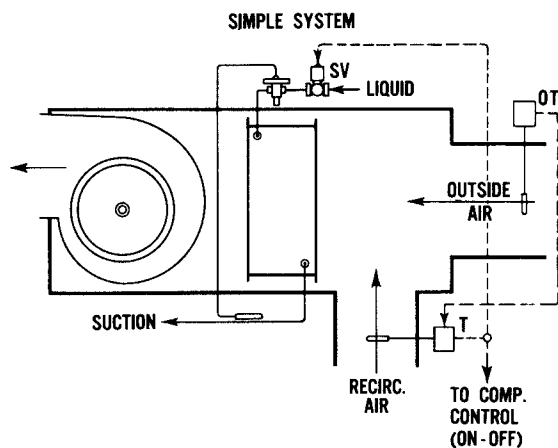 SIMPLE SYSTEM
SV
LIQUID
OT
OUTSIDE
AIR
SUCTION
T
RECIRC.
AIR
TO COMP.
CONTROL
(ON-OFF)